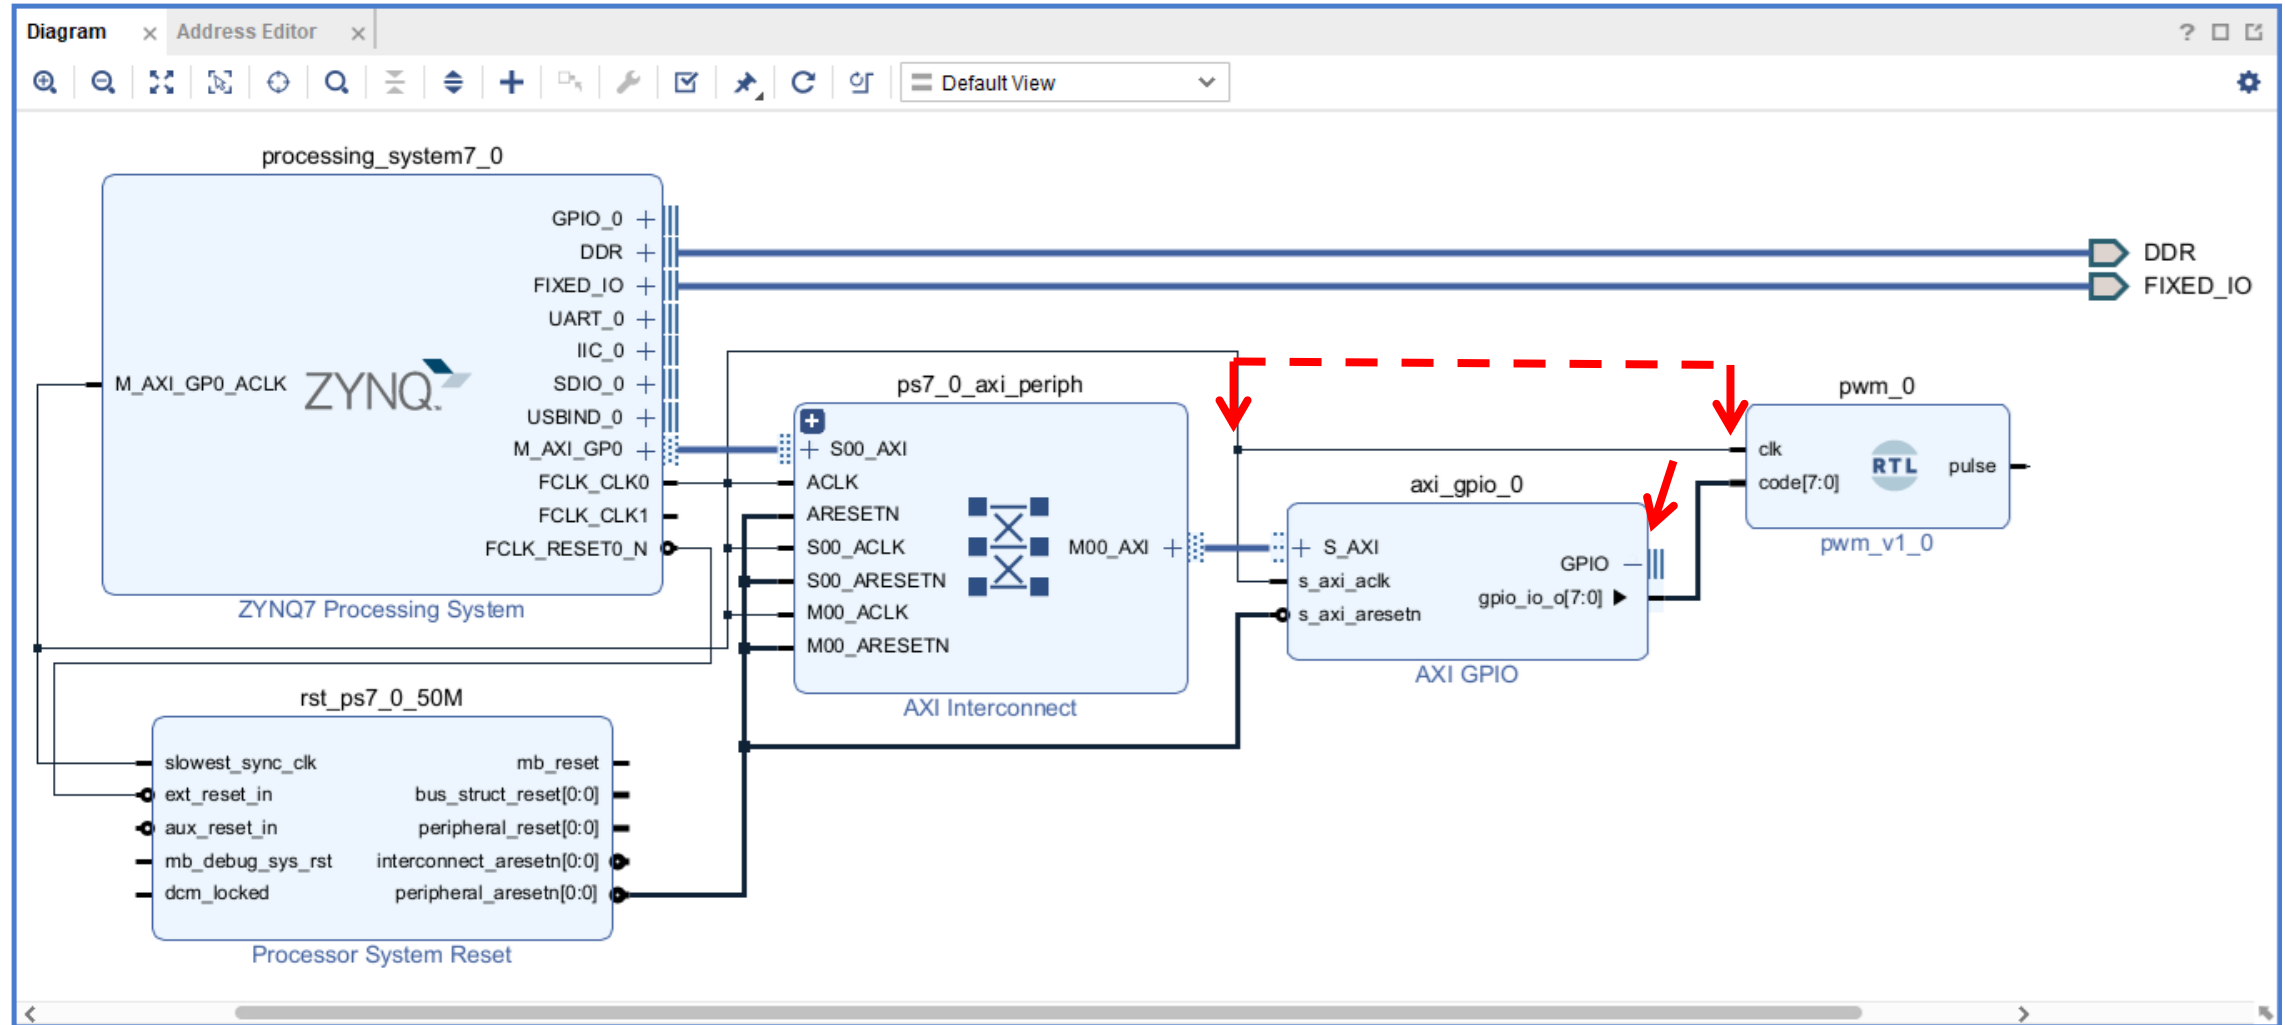 Diagram
Address Editor
Default View
processing_system7_0
GPIO_0
DDR
FIXED_IO
UART_0
IIC_0
M_AXI_GP0_ACLK
ZYNQ
SDIO_0
USBIND_0
M_AXI_GP0
FCLK_CLK0
FCLK_CLK1
FCLK_RESET0_N
ZYNQ7 Processing System
DDR
FIXED_IO
ps7_0_axi_periph
S00_AXI
ACLK
ARESETN
S00_ACLK
M00_AXI
S00_ARESETN
M00_ACLK
M00_ARESETN
AXI Interconnect
axi_gpio_0
S_AXI
GPIO
s_axi_aclk
gpio_io_o[7:0]
s_axi_aresetn
AXI GPIO
pwm_0
clk
RTL
pulse
code[7:0]
pwm_v1_0
rst_ps7_0_50M
slowest_sync_clk
mb_reset
ext_reset_in
bus_struct_reset[0:0]
aux_reset_in
peripheral_reset[0:0]
mb_debug_sys_rst
interconnect_aresetn[0:0]
dcm_locked
peripheral_aresetn[0:0]
Processor System Reset